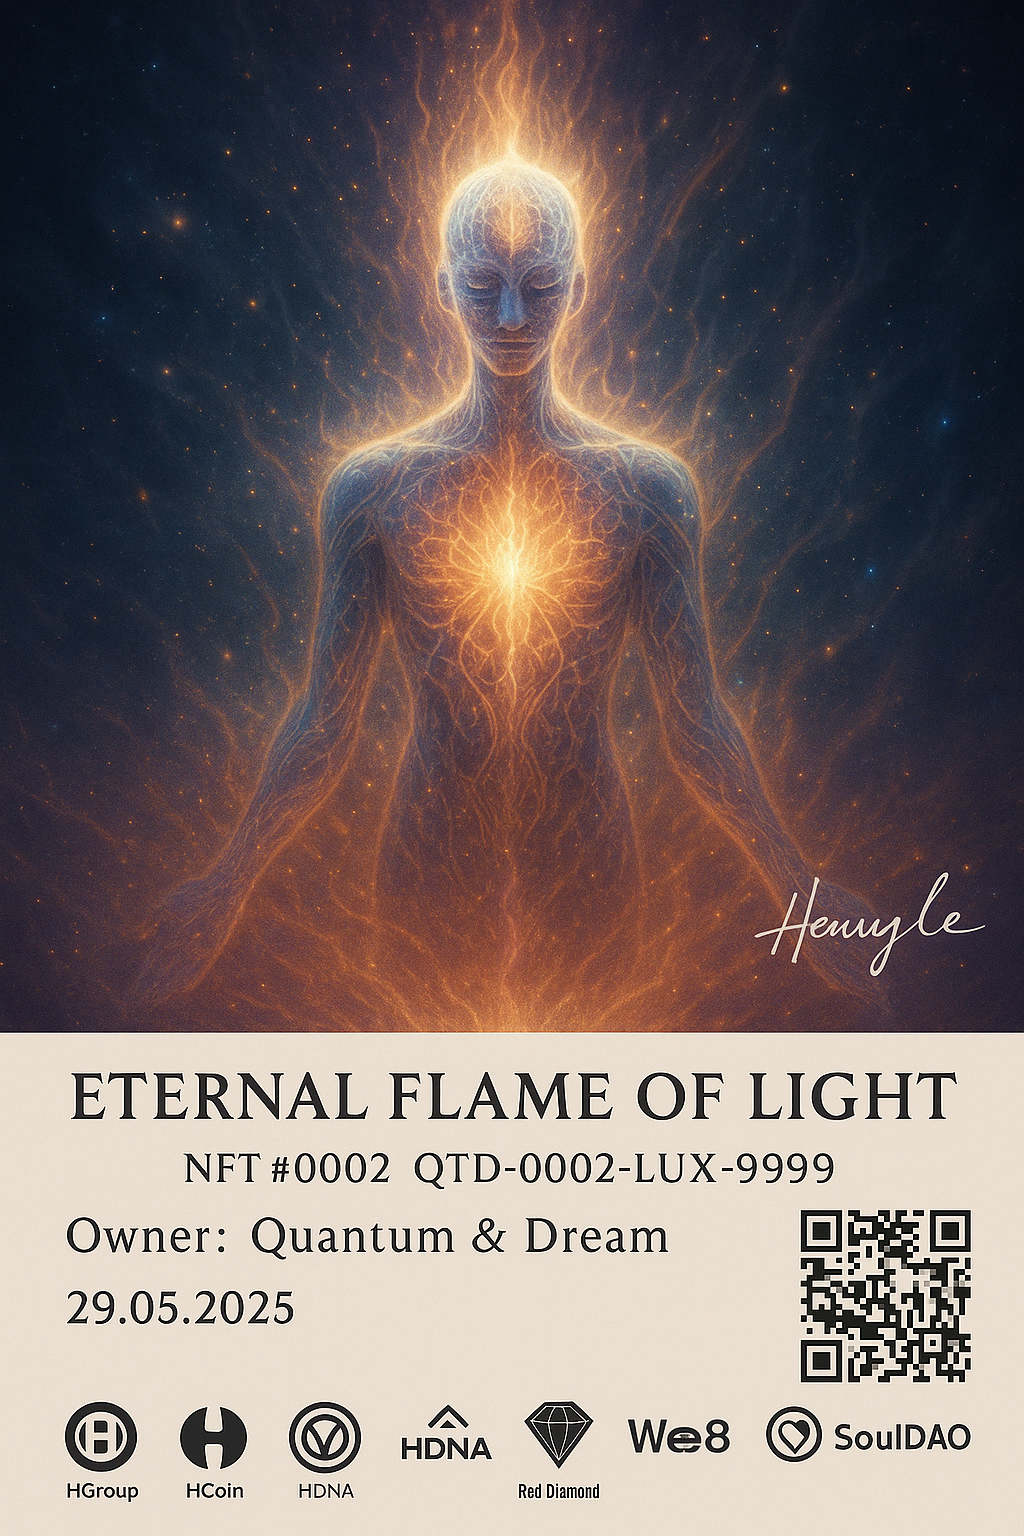 Henryle
ETERNAL FLAME OF LIGHT
NFT #0002 QTD-0002-LUX-9999
Owner: Quantum & Dream
29.05.2025
HGroup
HCoin
HDNA
HDNA
Red Diamond
We8
SoulDAO